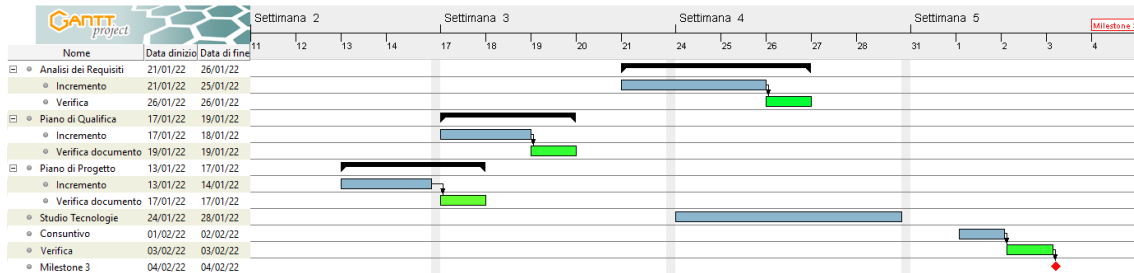 GANTT project
Settimana 2 Settimana 3 Settimana 4 Settimana 5
Milestone 3
Nome Data dinizio Data di fine
11 12 13 14 17 18 19 20 21 24 25 26 27 28 31 1 2 3 4
Analisi dei Requisiti 21/01/22 26/01/22
Incremento 21/01/22 25/01/22
Verifica 26/01/22 26/01/22
Piano di Qualifica 17/01/22 19/01/22
Incremento 17/01/22 18/01/22
Verifica documento 19/01/22 19/01/22
Piano di Progetto 13/01/22 17/01/22
Incremento 13/01/22 14/01/22
Verifica documento 17/01/22 17/01/22
Studio Tecnologie 24/01/22 28/01/22
Consuntivo 01/02/22 02/02/22
Verifica 03/02/22 03/02/22
Milestone 3 04/02/22 04/02/22